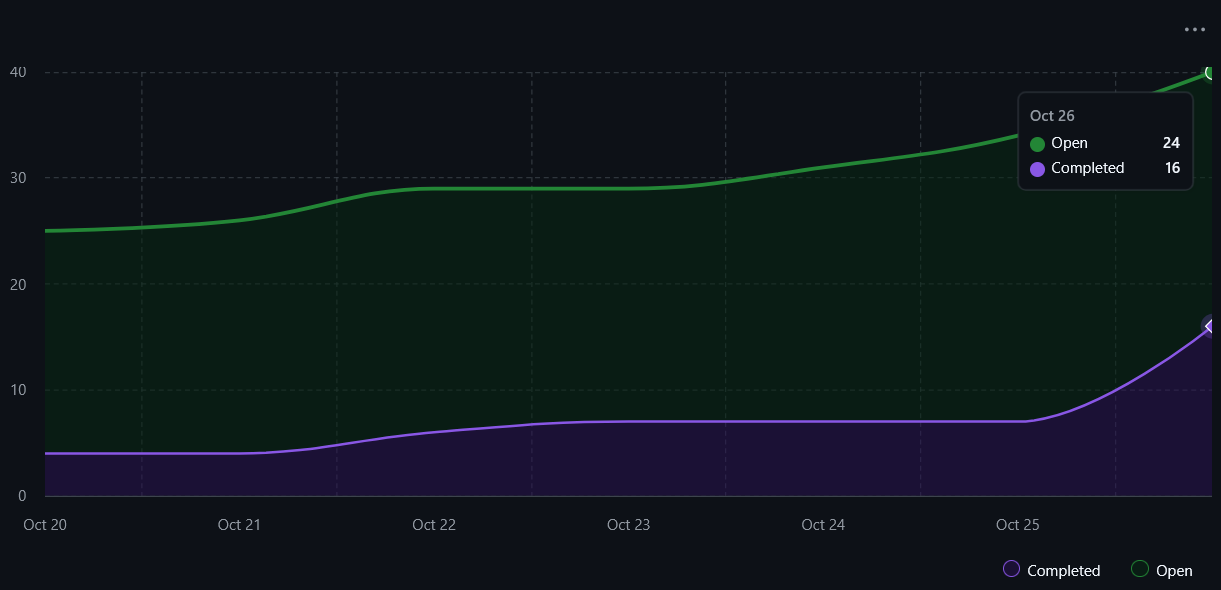 40
30
20
10
0
Oct 26
Open 24
Completed 16
Oct 20 Oct 21 Oct 22 Oct 23 Oct 24 Oct 25
Completed Open